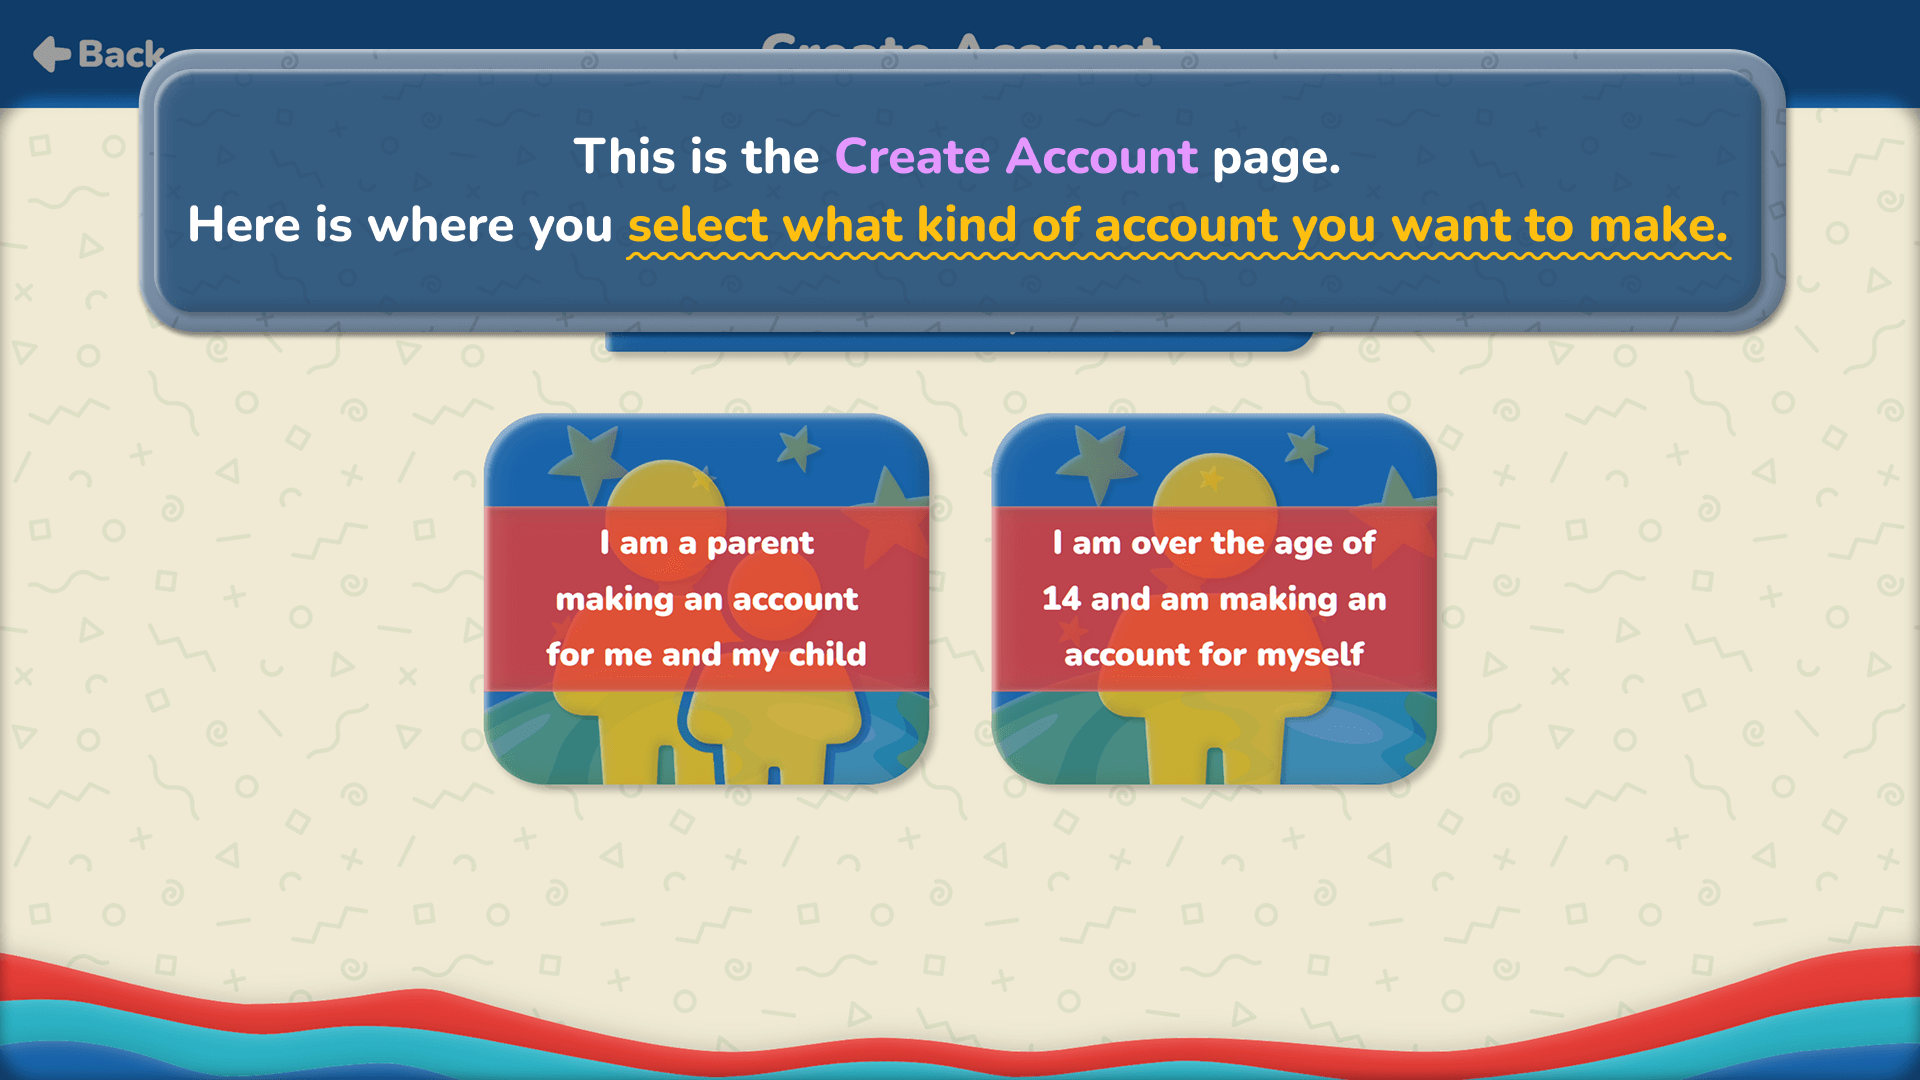 Back
Create Account
This is the Create Account page.
Here is where you select what kind of account you want to make.
I am a parent
making an account
for me and my child
I am over the age of
14 and am making an
account for myself